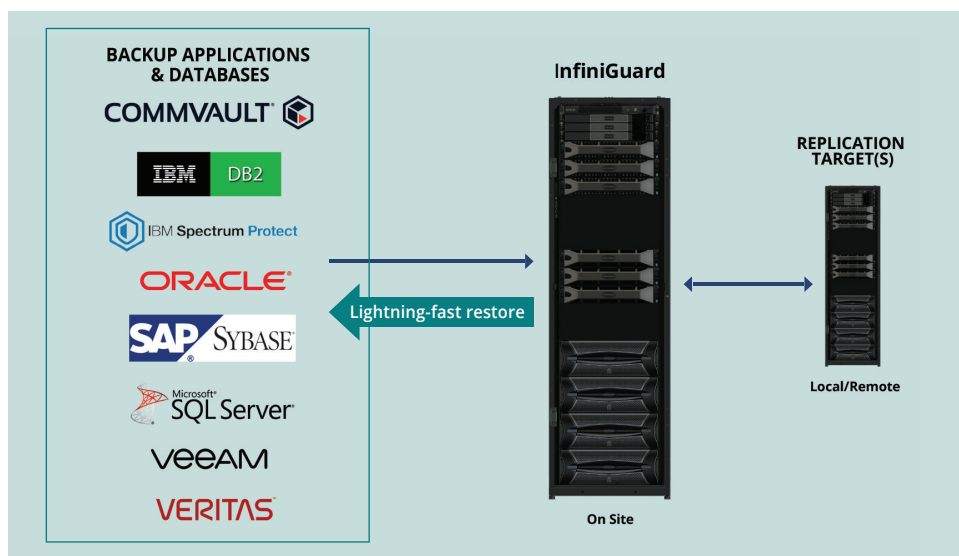 BACKUP APPLICATIONS
& DATABASES
COMMVAULT
IBM DB2
IBM Spectrum Protect
ORACLE®
SAP® SYBASE
Microsoft®
SQL Server®
veeAM
VERITAS™
Lightning-fast restore
InfiniGuard
On Site
REPLICATION
TARGET(S)
Local/Remote